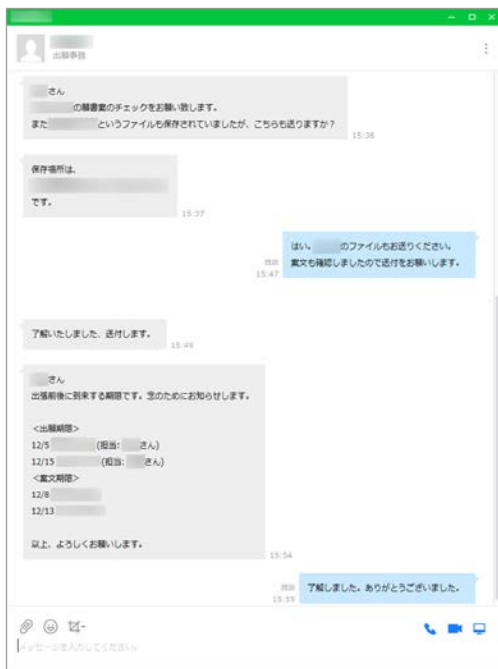 出願事務
さん
の願書案のチェックをお願い致します。
また というファイルも保存されていましたが、こちらも送りますか？
15:36
保存場所は、
です。
15:37
はい。 のファイルもお送りください。
案文も確認しましたので送付をお願いします。
既読
15:47
了解いたしました、送付します。
15:49
さん
出張前後に到来する期限です。念のためにお知らせします。
＜出願期限＞
12/5 (担当: さん)
12/15 (担当: さん)
＜案文期限＞
12/8
12/13
以上、よろしくお願いします。
15:54
了解しました。ありがとうございました。
既読
15:55
メッセージを入力してください。